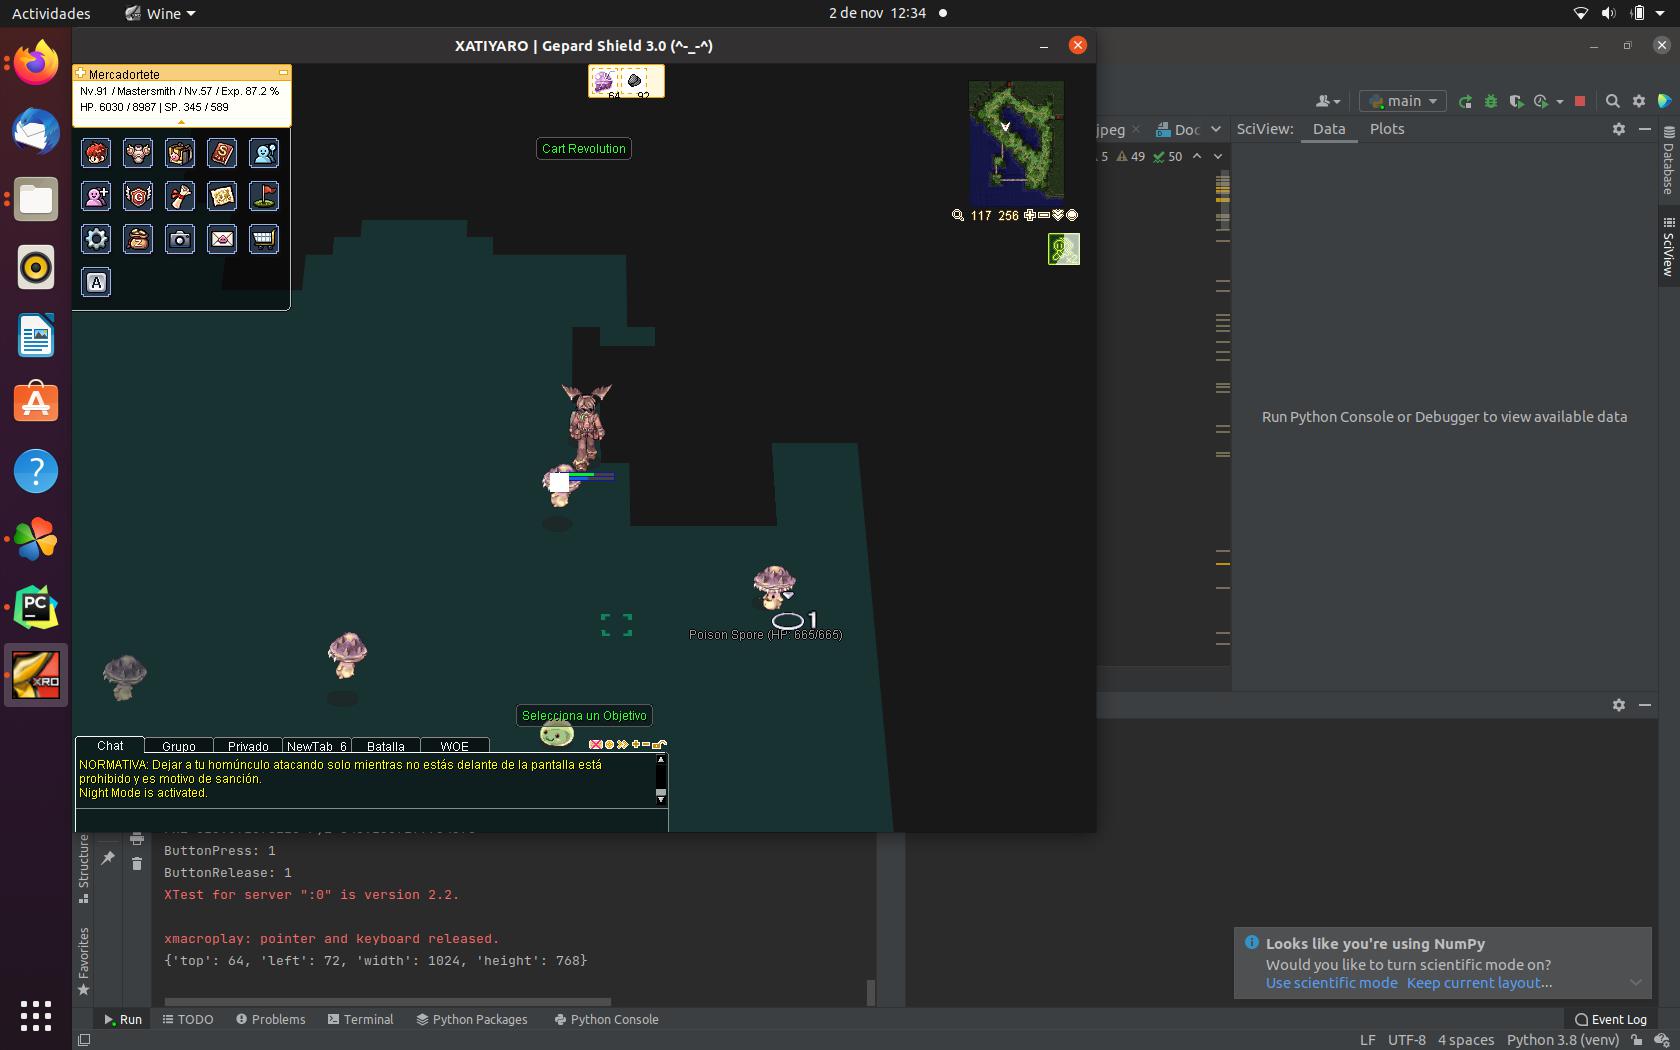 Actividades
Wine
2 de nov 12:34
XATIYARO | Gepard Shield 3.0 (^-_-^)
Mercadortete
Nv.91 / Mastersmith / Nv.57 / Exp. 87.2 %
HP. 6030 / 8987 | SP. 345 / 589
64 92
Cart Revolution
117 256
A
Poison Spore (HP: 665/665)
1
Selecciona un Objetivo
Chat Grupo Privado NewTab_6 Batalla WOE
NORMATIVA: Dejar a tu homúnculo atacando solo mientras no estás delante de la pantalla está
prohibido y es motivo de sanción.
Night Mode is activated.
main
jpeg
Doc
SciView: Data Plots
5 49 50
Database
SciView
Run Python Console or Debugger to view available data
PC
XRO
ButtonPress: 1
ButtonRelease: 1
XTest for server ":0" is version 2.2.
xmacroplay: pointer and keyboard released.
{'top': 64, 'left': 72, 'width': 1024, 'height': 768}
Structure
Favorites
Looks like you're using NumPy
Would you like to turn scientific mode on?
Use scientific mode Keep current layout...
Run TODO Problems Terminal Python Packages Python Console Event Log
LF UTF-8 4 spaces Python 3.8 (venv)